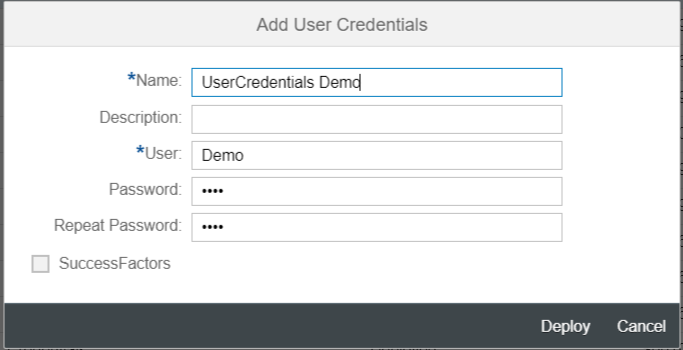 Add User Credentials
*Name: UserCredentials Demo
Description:
*User: Demo
Password: ••••
Repeat Password: ••••
SuccessFactors
Deploy Cancel